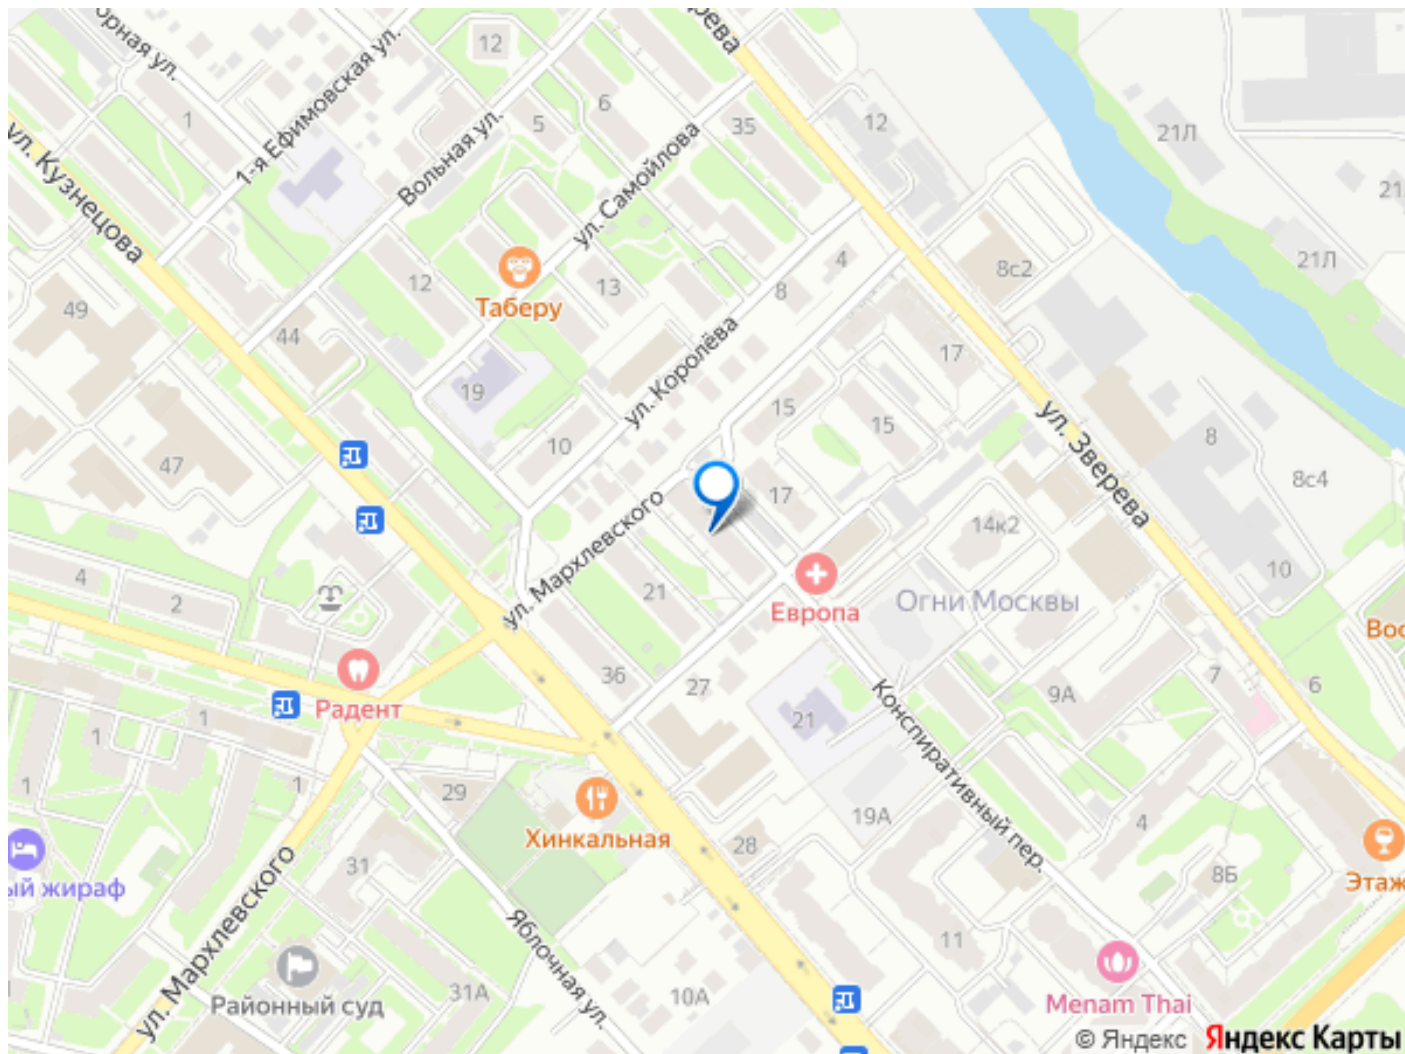 орная ул.
1-я Ефимовская ул.
12
6
рева
1
5
35
12
21Л
ул. Кузнецова
Вольная ул.
ул. Самойлова
21
49
12
Таберу
13
4
8
8с2
21Л
44
ул. Королёва
17
19
15
15
ул. Зверева
8
10
47
17
8с4
14к2
ул. Мархлевского
10
4
2
21
Европа
Огни Москвы
Радент
36
27
9А
7
6
1
1
21
Конспиративный пер.
1
1
29
Хинкальная
28
19А
4
ый жираф
31
8Б
Этаж
ул. Мархлевского
Яблочная ул.
11
Районный суд
31А
10А
Menam Thai
© Яндекс Яндекс Карты